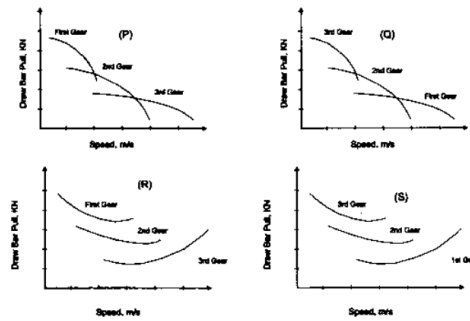 (P)
First Gear
2nd Gear
3rd Gear
Draw Bar Pull, KN
Speed, m/s
(Q)
3rd Gear
2nd Gear
First Gear
Draw Bar Pull, KN
Speed, m/s
(R)
First Gear
2nd Gear
3rd Gear
Draw Bar Pull, KN
Speed, m/s
(S)
3rd Gear
2nd Gear
1st Ge
Draw Bar Pull, KN
Speed, m/s